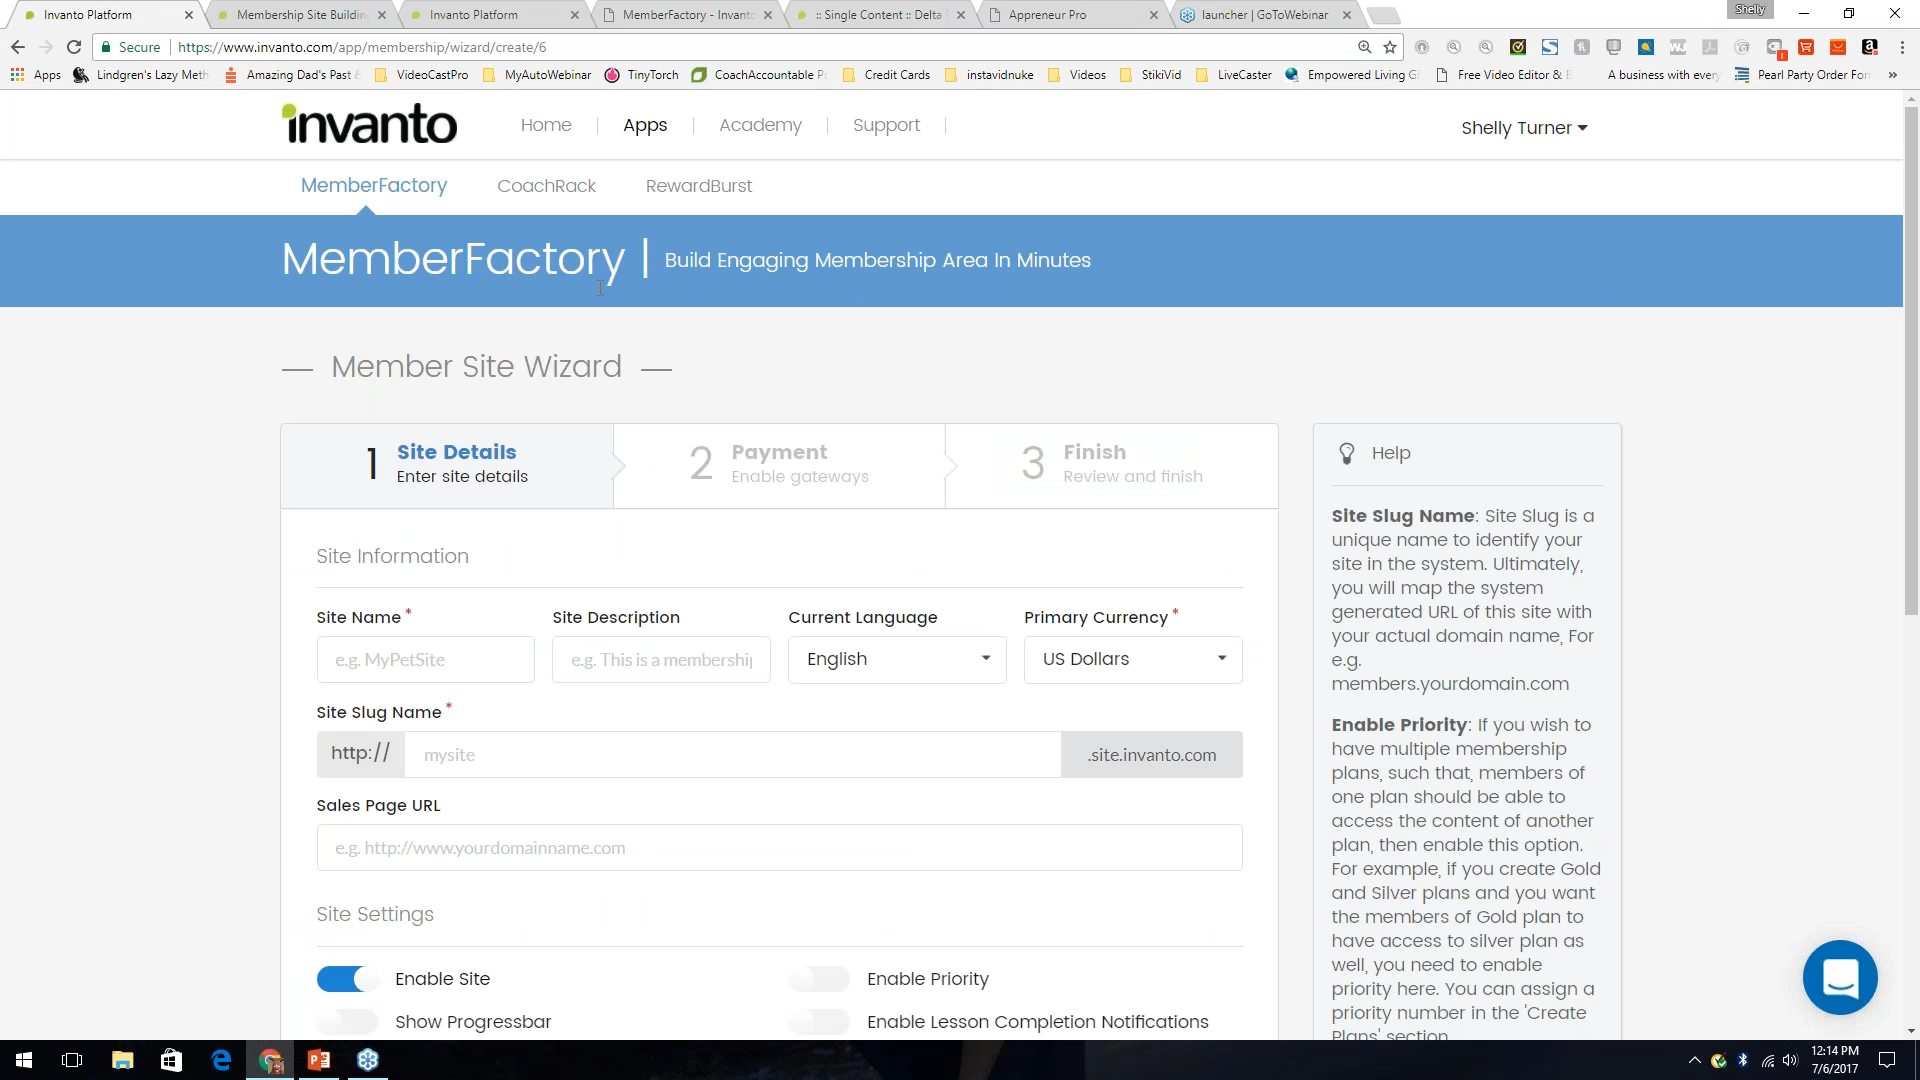 Invanto Platform
Membership Site Buildin
Invanto Platform
MemberFactory - Invant
:: Single Content :: Delta
Appreneur Pro
launcher | GoToWebinar
Shelly
Secure
https://www.invanto.com/app/membership/wizard/create/6
Apps
Lindgren's Lazy Meth
Amazing Dad's Past
VideoCastPro
MyAutoWebinar
TinyTorch
CoachAccountable P
Credit Cards
instavidnuke
Videos
StikiVid
LiveCaster
Empowered Living G
Free Video Editor &
A business with every
Pearl Party Order For
»
invanto
Home
Apps
Academy
Support
Shelly Turner
MemberFactory
CoachRack
RewardBurst
MemberFactory | Build Engaging Membership Area In Minutes
Member Site Wizard
1 Site Details
Enter site details
2 Payment
Enable gateways
3 Finish
Review and finish
Site Information
Site Name *
Site Description
Current Language
Primary Currency *
e.g. MyPetSite
e.g. This is a membership
English
US Dollars
Site Slug Name *
http://
mysite
.site.invanto.com
Sales Page URL
e.g. http://www.yourdomainname.com
Site Settings
Enable Site
Enable Priority
Show Progressbar
Enable Lesson Completion Notifications
Help
Site Slug Name: Site Slug is a
unique name to identify your
site in the system. Ultimately,
you will map the system
generated URL of this site with
your actual domain name, For
e.g.
members.yourdomain.com
Enable Priority: If you wish to
have multiple membership
plans, such that, members of
one plan should be able to
access the content of another
plan, then enable this option.
For example, if you create Gold
and Silver plans and you want
the members of Gold plan to
have access to silver plan as
well, you need to enable
priority here. You can assign a
priority number in the 'Create
Plans' section
12:14 PM
7/6/2017